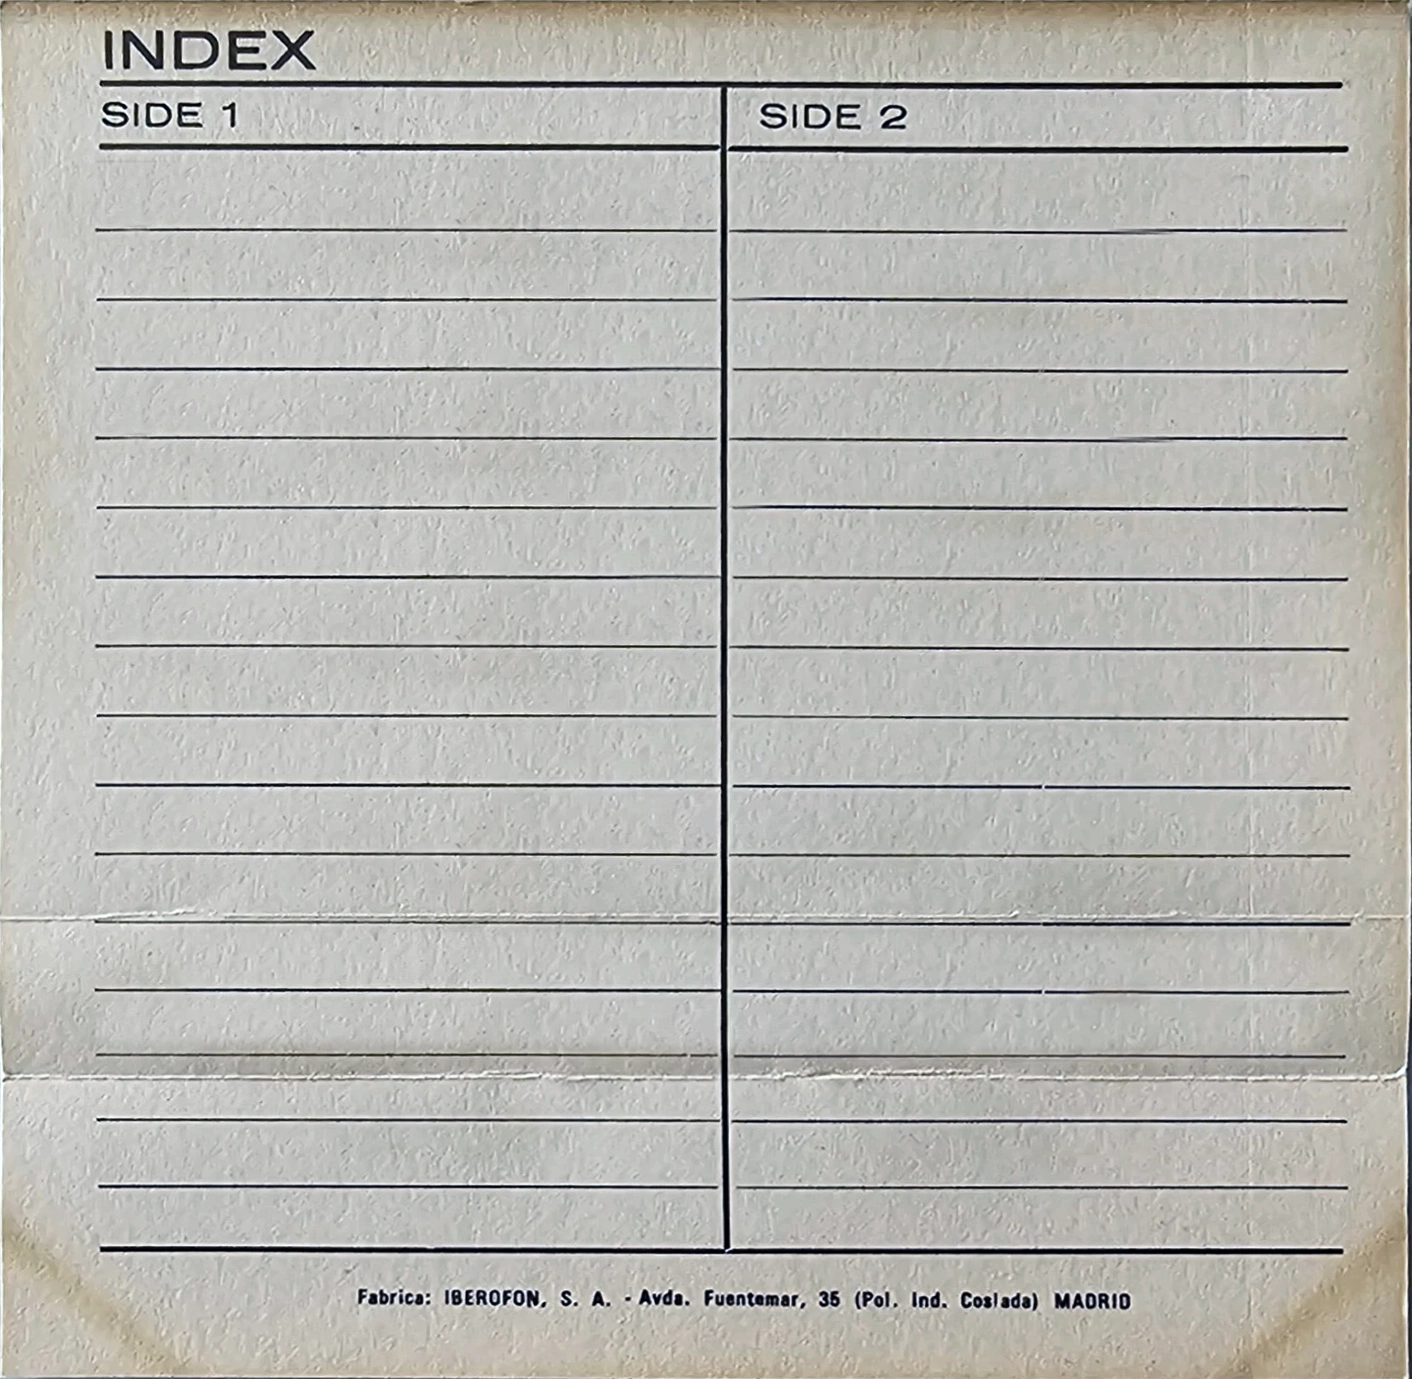 INDEX
SIDE 1
SIDE 2
Fabrica: IBEROFON, S. A. - Avda. Fuentemar, 35 (Pol. Ind. Coslada) MADRID